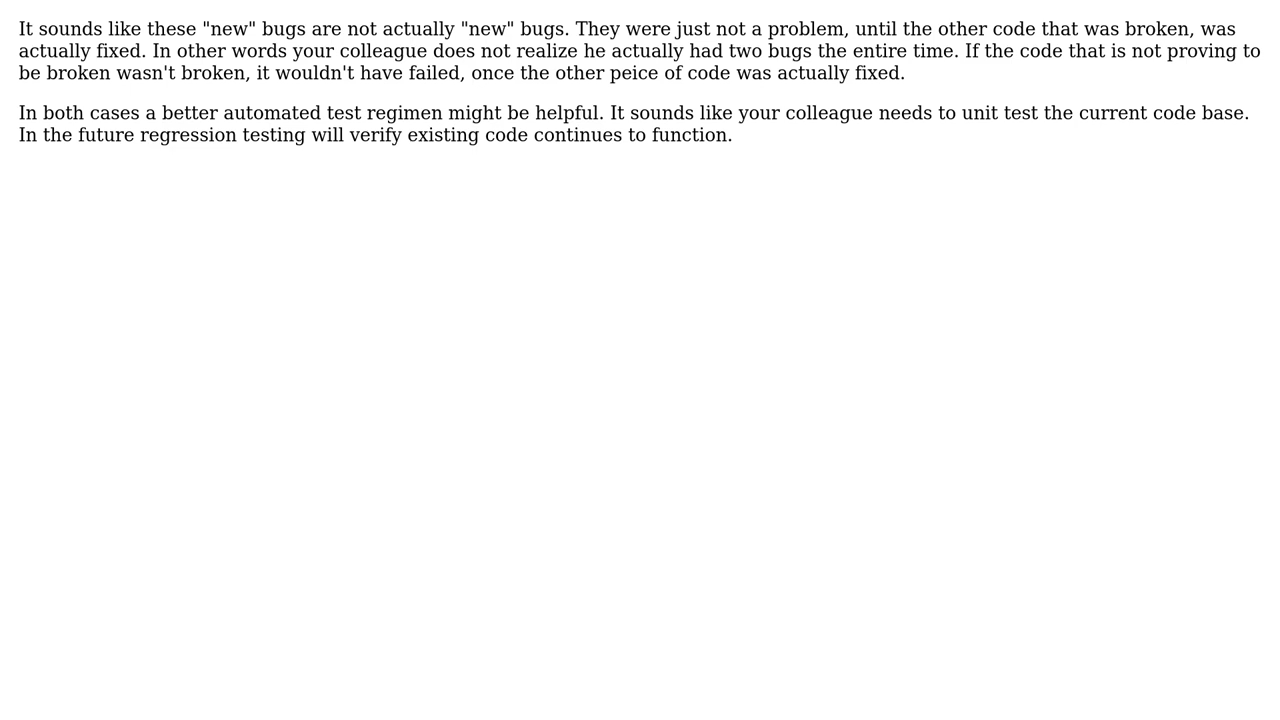 It sounds like these "new" bugs are not actually "new" bugs. They were just not a problem, until the other code that was broken, was
actually fixed. In other words your colleague does not realize he actually had two bugs the entire time. If the code that is not proving to
be broken wasn't broken, it wouldn't have failed, once the other peice of code was actually fixed.
In both cases a better automated test regimen might be helpful. It sounds like your colleague needs to unit test the current code base.
In the future regression testing will verify existing code continues to function.